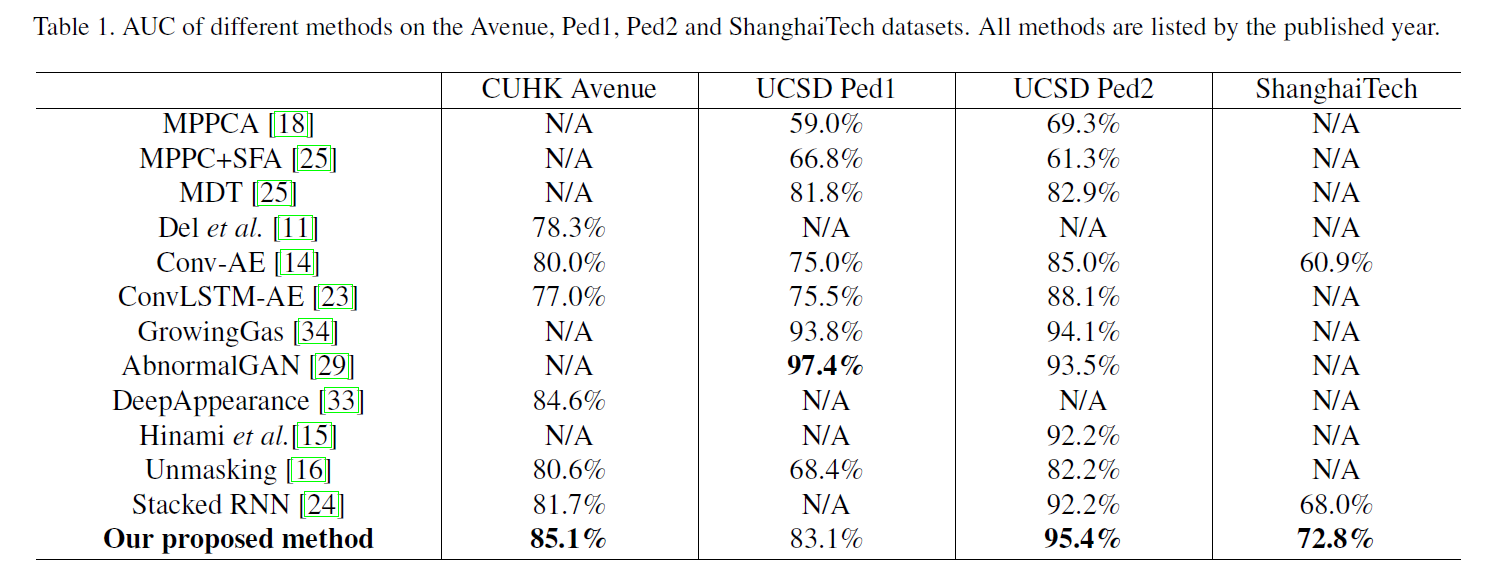 Table 1. AUC of different methods on the Avenue, Ped1, Ped2 and ShanghaiTech datasets. All methods are listed by the published year.
CUHK Avenue UCSD Ped1 UCSD Ped2 ShanghaiTech
MPPCA [18] N/A 59.0% 69.3% N/A
MPPC+SFA [25] N/A 66.8% 61.3% N/A
MDT [25] N/A 81.8% 82.9% N/A
Del et al. [11] 78.3% N/A N/A N/A
Conv-AE [14] 80.0% 75.0% 85.0% 60.9%
ConvLSTM-AE [23] 77.0% 75.5% 88.1% N/A
GrowingGas [34] N/A 93.8% 94.1% N/A
AbnormalGAN [29] N/A 97.4% 93.5% N/A
DeepAppearance [33] 84.6% N/A N/A N/A
Hinami et al.[15] N/A N/A 92.2% N/A
Unmasking [16] 80.6% 68.4% 82.2% N/A
Stacked RNN [24] 81.7% N/A 92.2% 68.0%
Our proposed method 85.1% 83.1% 95.4% 72.8%